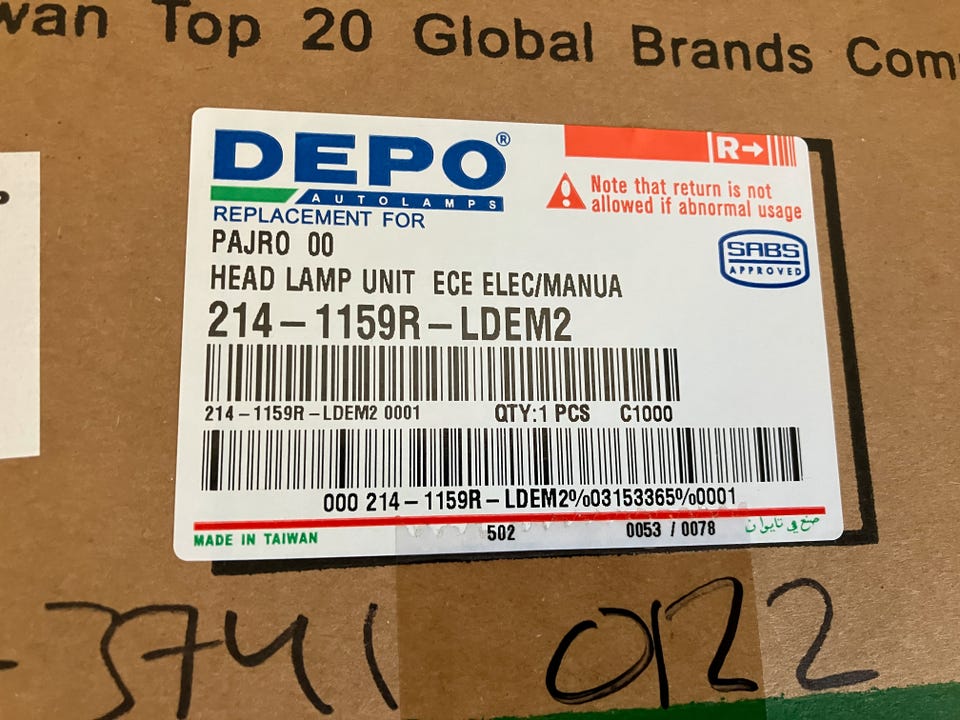 Top 20 Global Brands
DEPO®
AUTOLAMPS
REPLACEMENT FOR
R→
Note that return is not
allowed if abnormal usage
SABS
APPROVED
PAJRO 00
HEAD LAMP UNIT ECE ELEC/MANUA
214-1159R-LDEM2
214-1159R-LDEM2 0001 QTY:1 PCS C1000
000 214-1159R-LDEM2%03153365%0001
MADE IN TAIWAN 502 0053 / 0078 صنع في تايوان
3741 0122